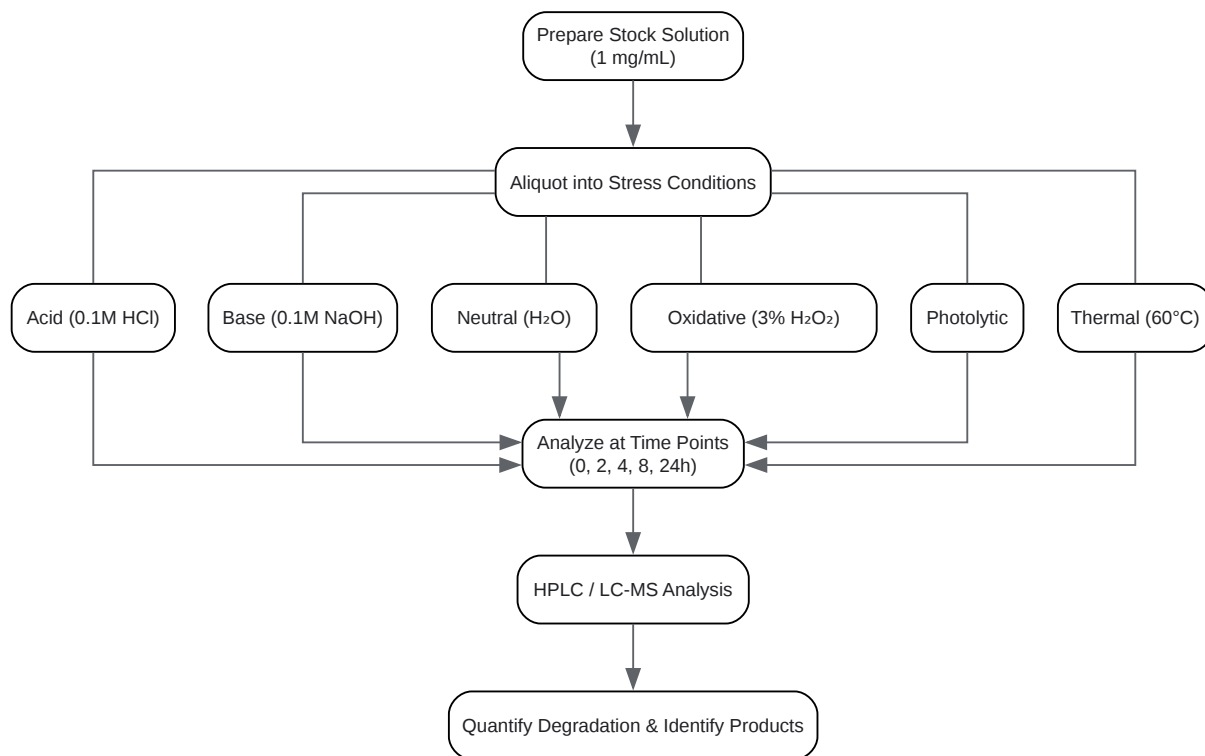 Prepare Stock Solution
(1 mg/mL)
Aliquot into Stress Conditions
Acid (0.1M HCl)
Base (0.1M NaOH)
Neutral (H₂O)
Oxidative (3% H₂O₂)
Photolytic
Thermal (60°C)
Analyze at Time Points
(0, 2, 4, 8, 24h)
HPLC / LC-MS Analysis
Quantify Degradation & Identify Products